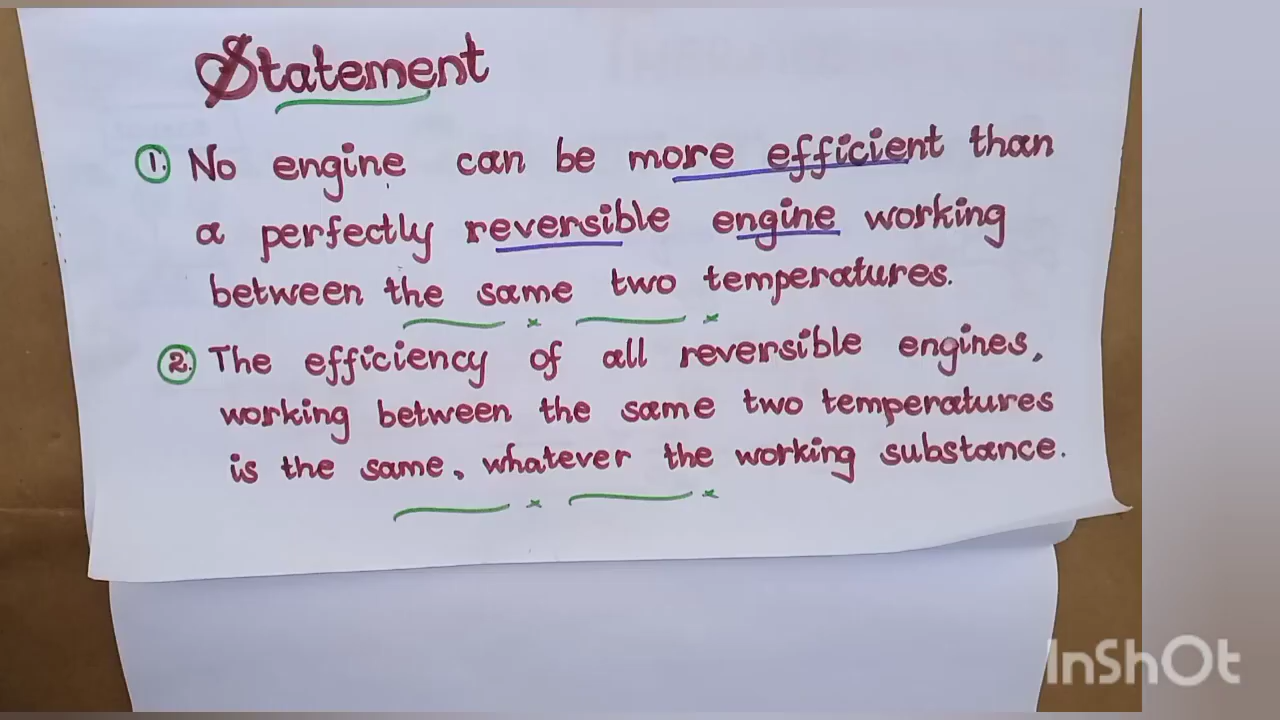 Statement
1. No engine can be more efficient than
a perfectly reversible engine working
between the same two temperatures.
2. The efficiency of all reversible engines,
working between the same two temperatures
is the same, whatever the working substance.
InShOt